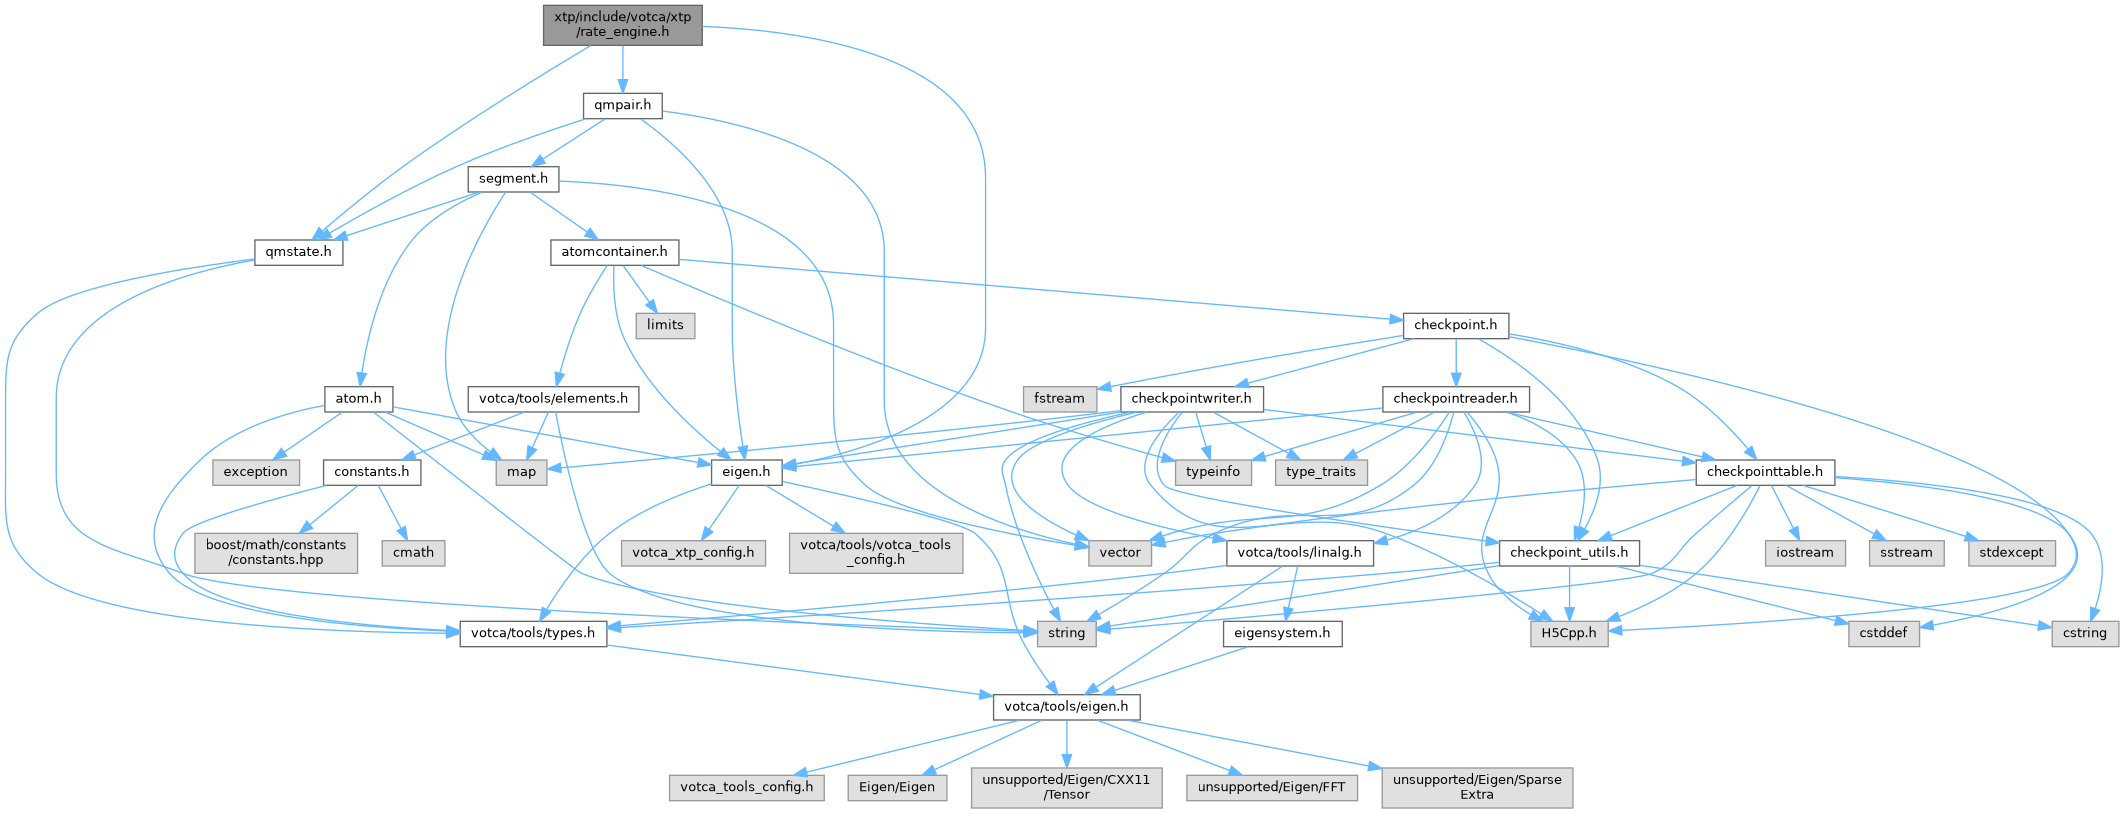 xtp/include/votca/xtp
/rate_engine.h
qmpair.h
segment.h
qmstate.h
atomcontainer.h
limits
checkpoint.h
atom.h
votca/tools/elements.h
fstream
checkpointwriter.h
checkpointreader.h
exception
constants.h
map
eigen.h
typeinfo
type_traits
checkpointtable.h
boost/math/constants
/constants.hpp
cmath
votca_xtp_config.h
votca/tools/votca_tools
_config.h
vector
votca/tools/linalg.h
checkpoint_utils.h
iostream
sstream
stdexcept
votca/tools/types.h
string
eigensystem.h
H5Cpp.h
cstddef
cstring
votca/tools/eigen.h
votca_tools_config.h
Eigen/Eigen
unsupported/Eigen/CXX11
/Tensor
unsupported/Eigen/FFT
unsupported/Eigen/Sparse
Extra